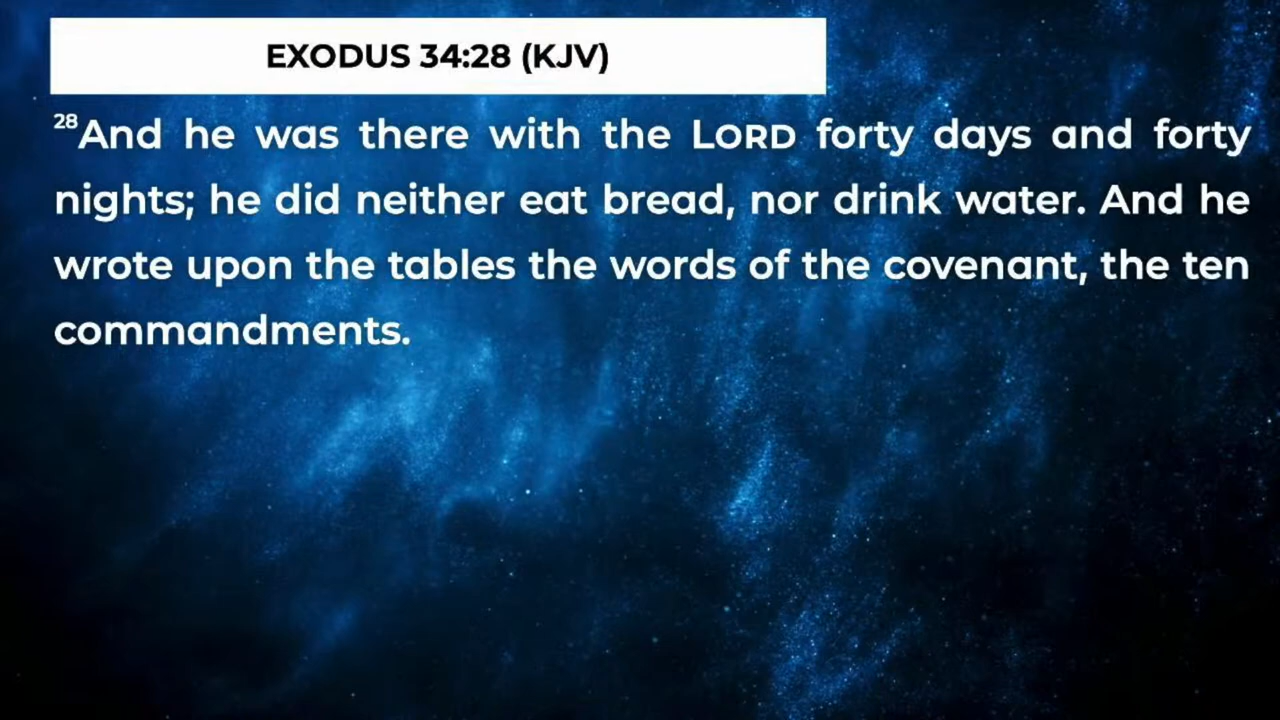 EXODUS 34:28 (KJV)
28And he was there with the LORD forty days and forty
nights; he did neither eat bread, nor drink water. And he
wrote upon the tables the words of the covenant, the ten
commandments.